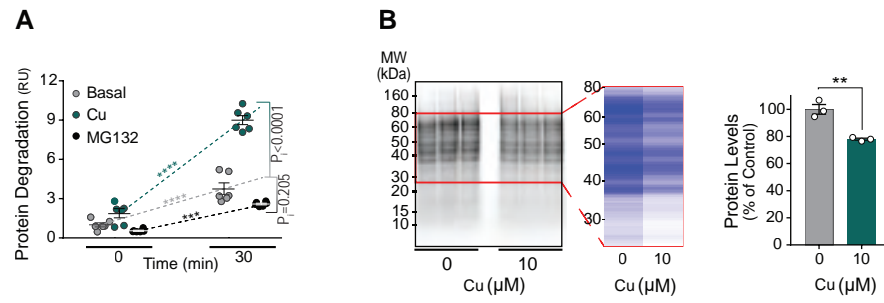 A
Protein Degradation (RU)
12
9
6
3
0
Basal
Cu
MG132
****
****
***
Pᵢ<0.0001
Pᵢ=0.205
0
30
Time (min)
B
MW
(kDa)
160
80
60
50
40
30
20
15
10
0
10
Cu (μM)
80
60
50
40
30
0
10
Cu (μM)
Protein Levels
(% of Control)
100
80
60
40
20
0
**
0
10
Cu (μM)